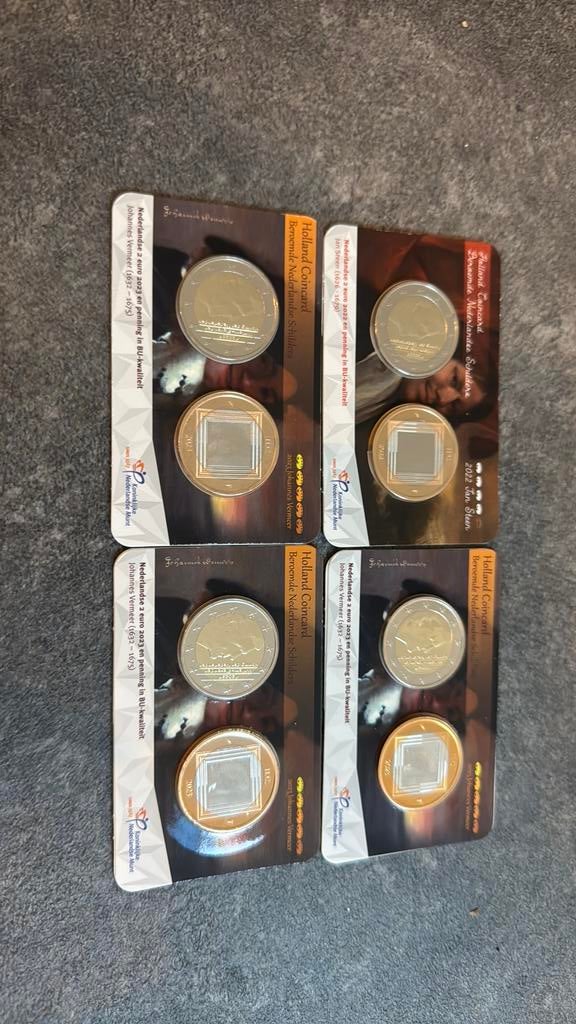 Holland Coincard
Beroemde Nederlandse Schilders
2023 Johannes Vermeer
2023
Nederlandse 2 euro 2023 en penning in BU-kwaliteit
Johannes Vermeer (1632 - 1675)
Koninklijke
Nederlandse Munt
Holland Coincard
Beroemde Nederlandse Schilders
2022 Jan Steen
Nederlandse 2 euro 2022 en penning in BU-kwaliteit
Jan Steen (1626 - 1679)
Koninklijke
Nederlandse Munt
Holland Coincard
Beroemde Nederlandse Schilders
2023 Johannes Vermeer
2023
Nederlandse 2 euro 2023 en penning in BU-kwaliteit
Johannes Vermeer (1632 - 1675)
Koninklijke
Nederlandse Munt
Holland Coincard
Beroemde Nederlandse Schilders
2023 Johannes Vermeer
Nederlandse 2 euro 2023 en penning in BU-kwaliteit
Johannes Vermeer (1632 - 1675)
Koninklijke
Nederlandse Munt